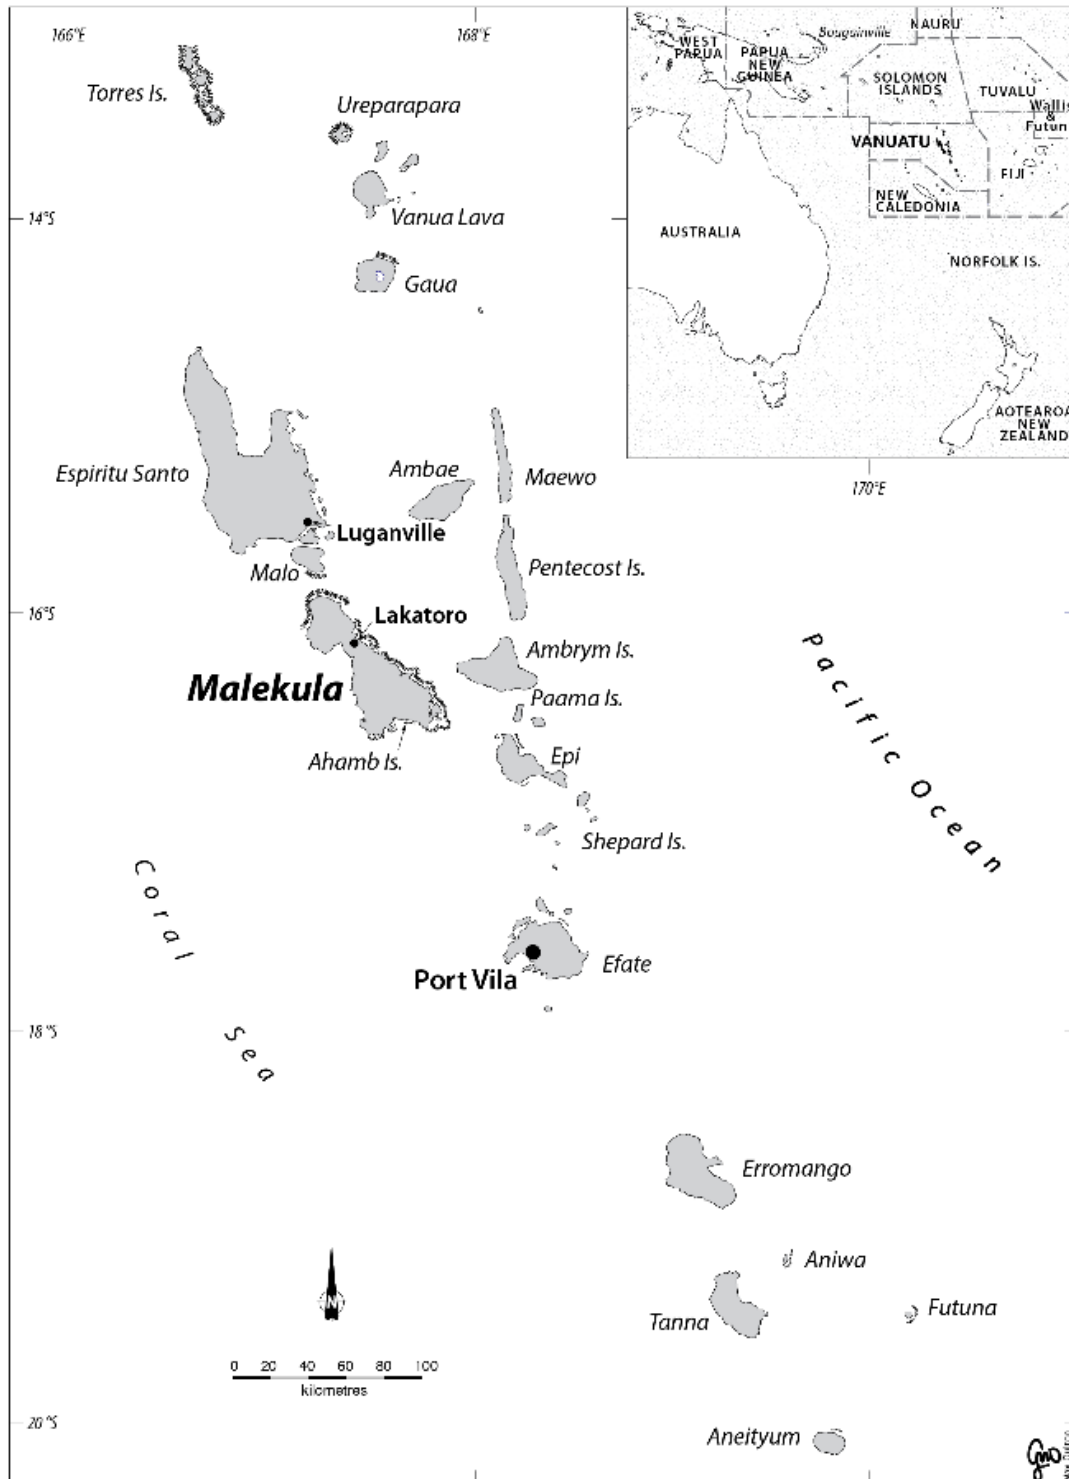 166°E
168°E
Torres Is.
Ureparapara
Vanua Lava
14°S
Gaua
WEST
PAPUA
PAPUA
NEW
GUINEA
Bougainville
NAURU
SOLOMON
ISLANDS
TUVALU
Wallis
&
Futun
VANUATU
FIJI
NEW
CALEDONIA
AUSTRALIA
NORFOLK IS.
AOTEAROA
NEW
ZEALAND
170°E
Espiritu Santo
Ambae
Maewo
Luganville
Malo
Pentecost Is.
16°S
Lakatoro
Ambrym Is.
Malekula
Paama Is.
Ahamb Is.
Epi
Shepard Is.
Pacific Ocean
Coral Sea
Port Vila
Efate
18°S
Erromango
Aniwa
Tanna
Futuna
N
0 20 40 60 80 100
kilometres
20°S
Aneityum